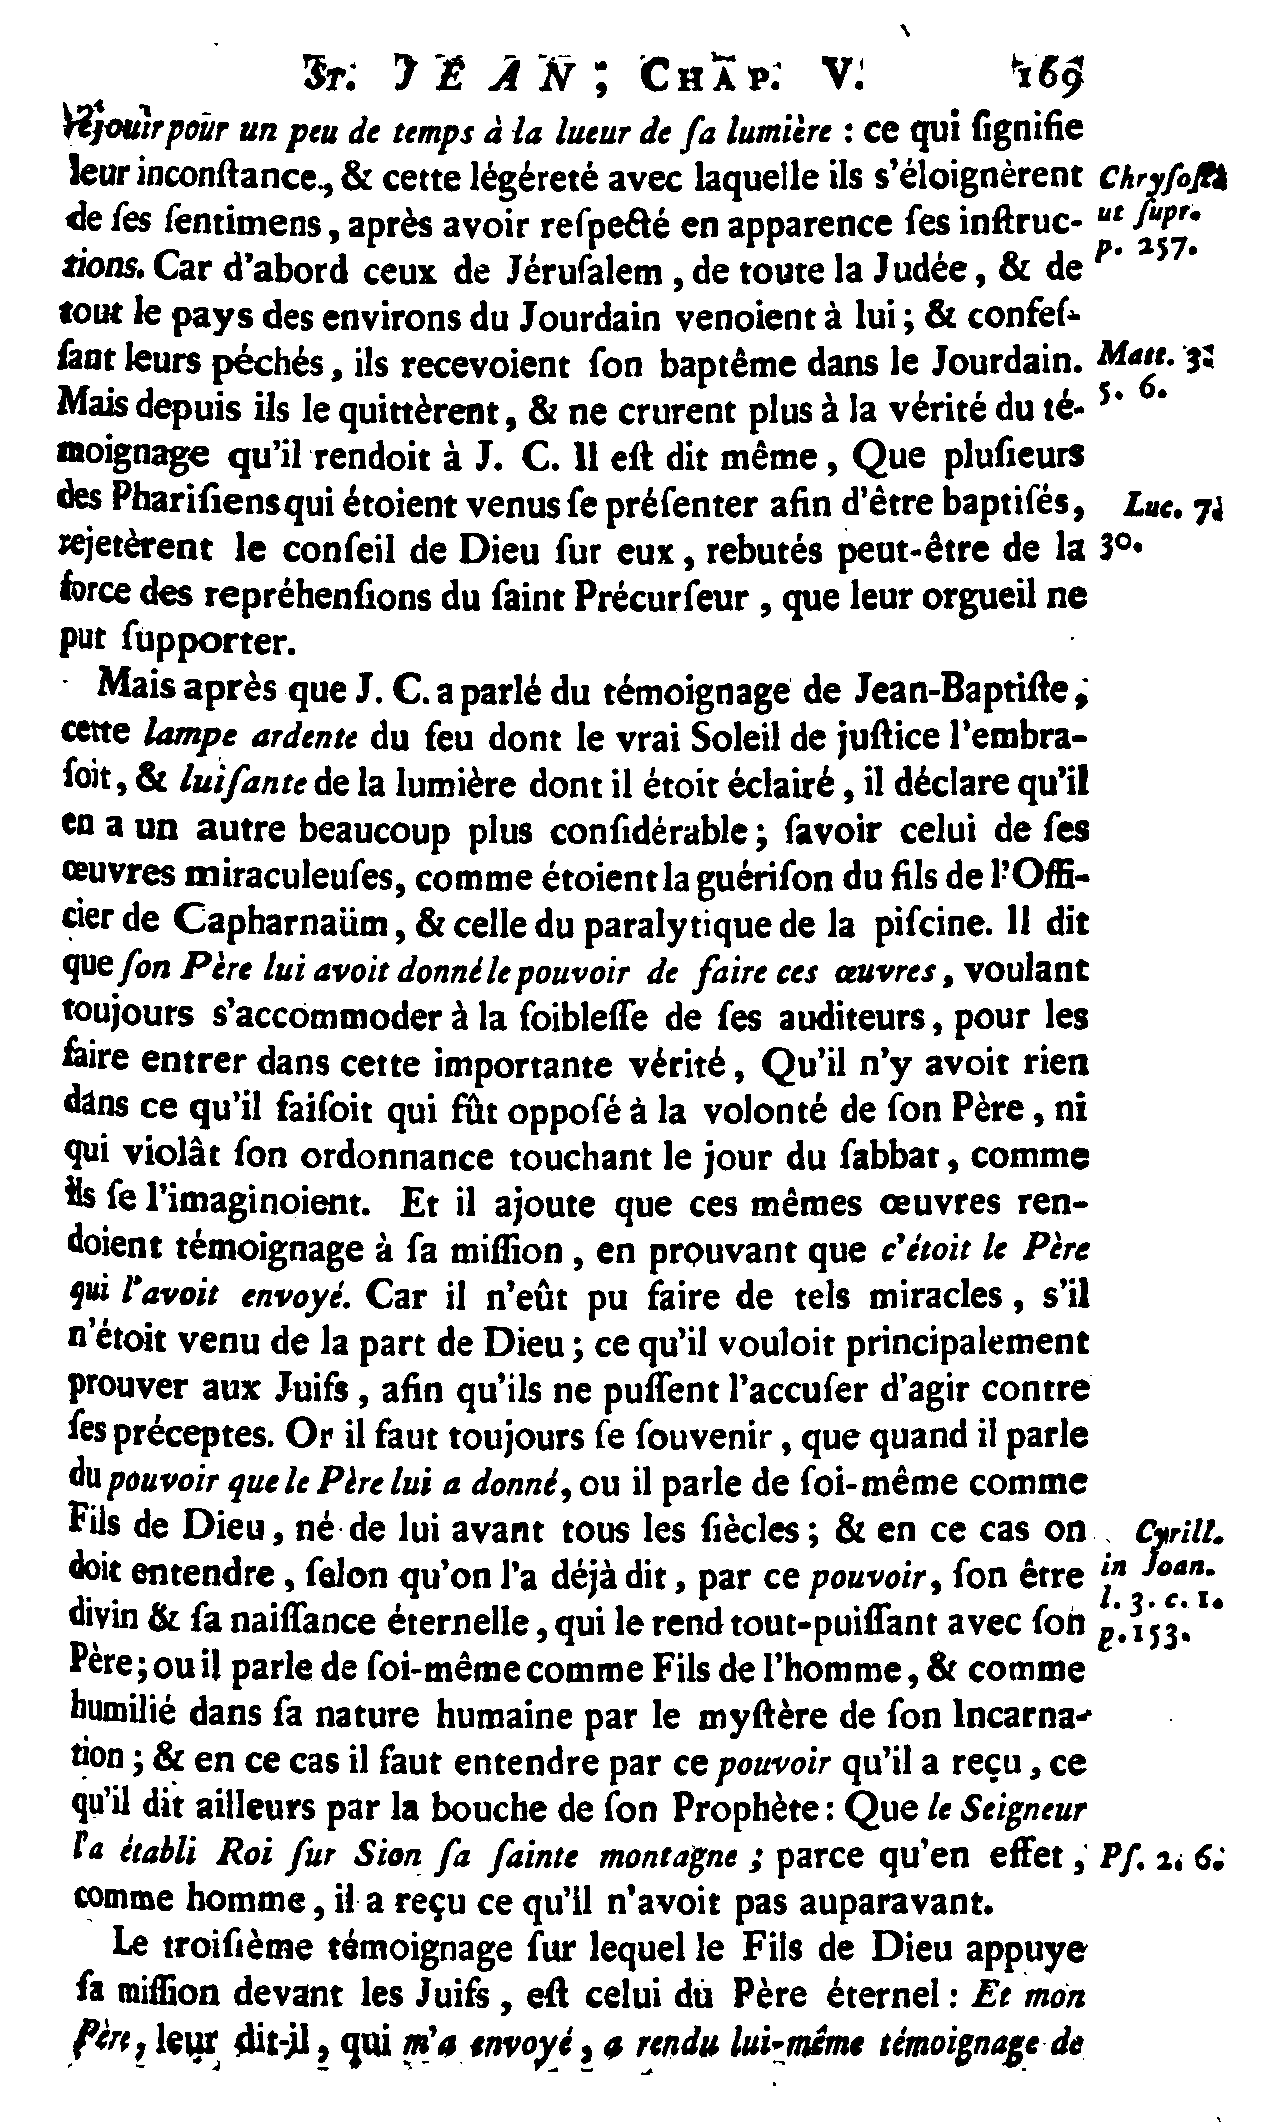 ST. JEAN; CHAP. V. 169
réjouir pour un peu de temps à la lueur de ſa lumière : ce qui ſignifie
leur inconſtance, & cette légéreté avec laquelle ils s'éloignèrent
Chryſoſt.
de ſes ſentimens, après avoir reſpecté en apparence ſes inſtruc-
ut ſupr.
p. 257.
tions. Car d'abord ceux de Jéruſalem, de toute la Judée, & de
tout le pays des environs du Jourdain venoient à lui ; & confeſ-
ſant leurs péchés, ils recevoient ſon baptême dans le Jourdain.
Matt. 3.
5. 6.
Mais depuis ils le quittèrent, & ne crurent plus à la vérité du té-
moignage qu'il rendoit à J. C. Il eſt dit même, Que pluſieurs
des Phariſiens qui étoient venus ſe préſenter afin d'être baptiſés,
Luc. 7.
30.
rejetèrent le conſeil de Dieu ſur eux, rebutés peut-être de la
force des repréhenſions du ſaint Précurſeur, que leur orgueil ne
put ſupporter.
Mais après que J. C. a parlé du témoignage de Jean-Baptiſte,
cette lampe ardente du feu dont le vrai Soleil de juſtice l'embra-
ſoit, & luiſante de la lumière dont il étoit éclairé, il déclare qu'il
en a un autre beaucoup plus conſidérable ; ſavoir celui de ſes
œuvres miraculeuſes, comme étoient la guériſon du fils de l'Offi-
cier de Capharnaüm, & celle du paralytique de la piſcine. Il dit
que ſon Père lui avoit donné le pouvoir de faire ces œuvres, voulant
toujours s'accommoder à la foibleſſe de ſes auditeurs, pour les
faire entrer dans cette importante vérité, Qu'il n'y avoit rien
dans ce qu'il faiſoit qui fût oppoſé à la volonté de ſon Père, ni
qui violât ſon ordonnance touchant le jour du ſabbat, comme
ils ſe l'imaginoient. Et il ajoute que ces mêmes œuvres ren-
doient témoignage à ſa miſſion, en prouvant que c'étoit le Père
qui l'avoit envoyé. Car il n'eût pu faire de tels miracles, s'il
n'étoit venu de la part de Dieu ; ce qu'il vouloit principalement
prouver aux Juifs, afin qu'ils ne puſſent l'accuſer d'agir contre
ſes préceptes. Or il faut toujours ſe ſouvenir, que quand il parle
du pouvoir que le Père lui a donné, ou il parle de ſoi-même comme
Fils de Dieu, né de lui avant tous les ſiècles ; & en ce cas on
Cyrill.
in Joan.
l. 3. c. 1.
p. 153.
doit entendre, ſelon qu'on l'a déjà dit, par ce pouvoir, ſon être
divin & ſa naiſſance éternelle, qui le rend tout-puiſſant avec ſon
Père ; ou il parle de ſoi-même comme Fils de l'homme, & comme
humilié dans ſa nature humaine par le myſtère de ſon Incarna-
tion ; & en ce cas il faut entendre par ce pouvoir qu'il a reçu, ce
qu'il dit ailleurs par la bouche de ſon Prophète : Que le Seigneur
l'a établi Roi ſur Sion ſa ſainte montagne ; parce qu'en effet,
Pſ. 2. 6.
comme homme, il a reçu ce qu'il n'avoit pas auparavant.
Le troiſième témoignage ſur lequel le Fils de Dieu appuye
ſa miſſion devant les Juifs, eſt celui du Père éternel : Et mon
Père, leur dit-il, qui m'a envoyé, a rendu lui-même témoignage de